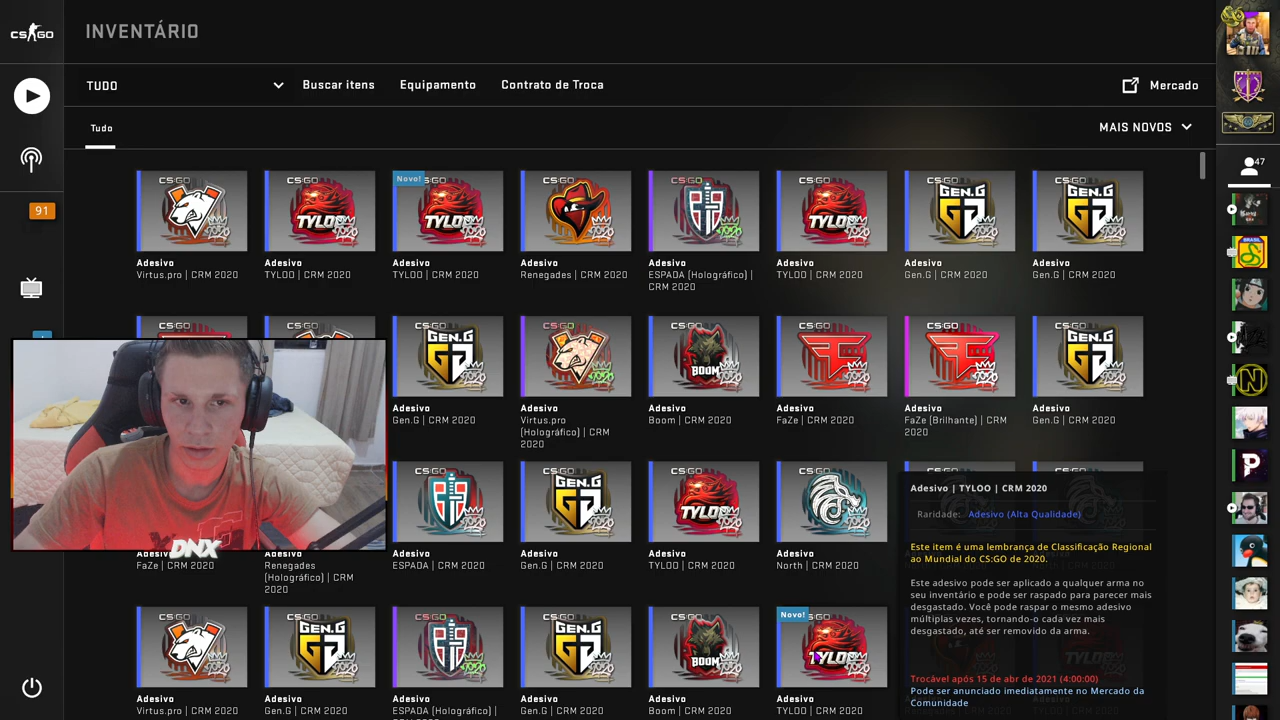 CS GO
INVENTÁRIO
TUDO
Buscar itens
Equipamento
Contrato de Troca
Mercado
Tudo
MAIS NOVOS
47
91
Novo!
Adesivo
Virtus.pro | CRM 2020
Adesivo
TYLOO | CRM 2020
Adesivo
TYLOO | CRM 2020
Adesivo
Renegades | CRM 2020
Adesivo
ESPADA (Holográfico) |
CRM 2020
Adesivo
TYLOO | CRM 2020
Adesivo
Gen.G | CRM 2020
Adesivo
Gen.G | CRM 2020
Adesivo
Gen.G | CRM 2020
Adesivo
Virtus.pro
(Holográfico) | CRM
2020
Adesivo
Boom | CRM 2020
Adesivo
FaZe | CRM 2020
Adesivo
FaZe (Brilhante) | CRM
2020
Adesivo
Gen.G | CRM 2020
DNX
Adesivo
FaZe | CRM 2020
Adesivo
Renegades
(Holográfico) | CRM
2020
Adesivo
ESPADA | CRM 2020
Adesivo
Gen.G | CRM 2020
Adesivo
TYLOO | CRM 2020
Adesivo
North | CRM 2020
Adesivo | TYLOO | CRM 2020
Raridade: Adesivo (Alta Qualidade)
Este item é uma lembrança de Classificação Regional
ao Mundial do CS:GO de 2020.
Este adesivo pode ser aplicado a qualquer arma no
seu inventário e pode ser raspado para parecer mais
desgastado. Você pode raspar o mesmo adesivo
múltiplas vezes, tornando-o cada vez mais
desgastado, até ser removido da arma.
Trocável após 15 de abr de 2021 (4:00:00)
Pode ser anunciado imediatamente no Mercado da
Comunidade
Novo!
Adesivo
Virtus.pro | CRM 2020
Adesivo
Gen.G | CRM 2020
Adesivo
ESPADA (Holográfico) |
Adesivo
Gen.G | CRM 2020
Adesivo
Boom | CRM 2020
Adesivo
TYLOO | CRM 2020